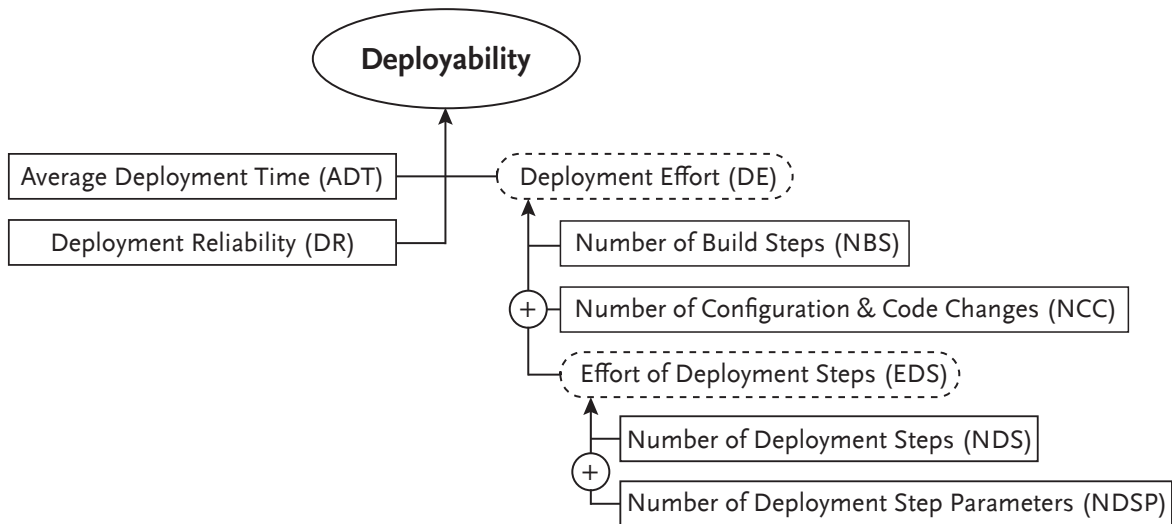 Deployability
Average Deployment Time (ADT)
Deployment Effort (DE)
Deployment Reliability (DR)
Number of Build Steps (NBS)
+
Number of Configuration & Code Changes (NCC)
Effort of Deployment Steps (EDS)
Number of Deployment Steps (NDS)
+
Number of Deployment Step Parameters (NDSP)